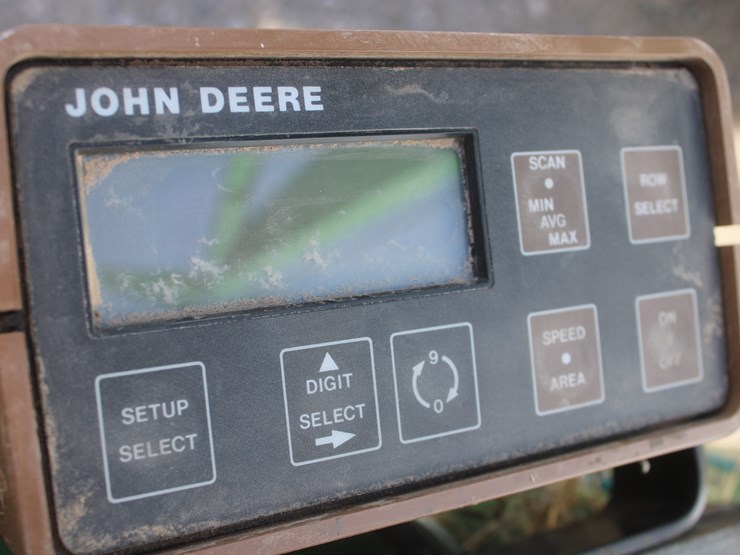 JOHN DEERE
SCAN
MIN
AVG
MAX
ROW
SELECT
SETUP
SELECT
DIGIT
SELECT
9
0
SPEED
AREA
ON
OFF